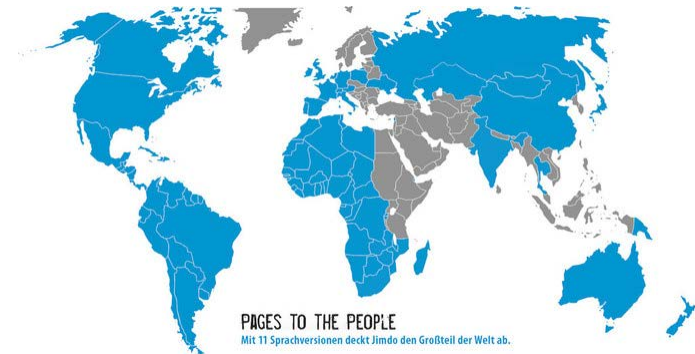 PAGES TO THE PEOPLE
Mit 11 Sprachversionen deckt Jimdo den Großteil der Welt ab.